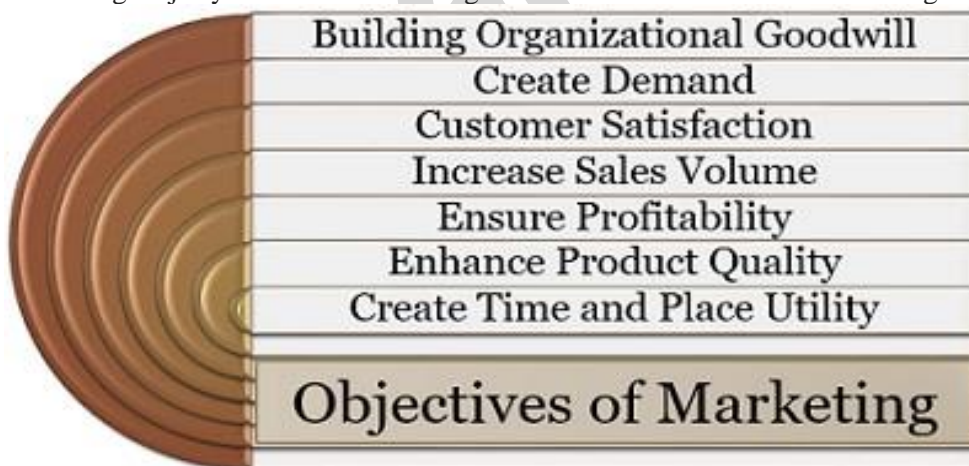 Building Organizational Goodwill
Create Demand
Customer Satisfaction
Increase Sales Volume
Ensure Profitability
Enhance Product Quality
Create Time and Place Utility
Objectives of Marketing